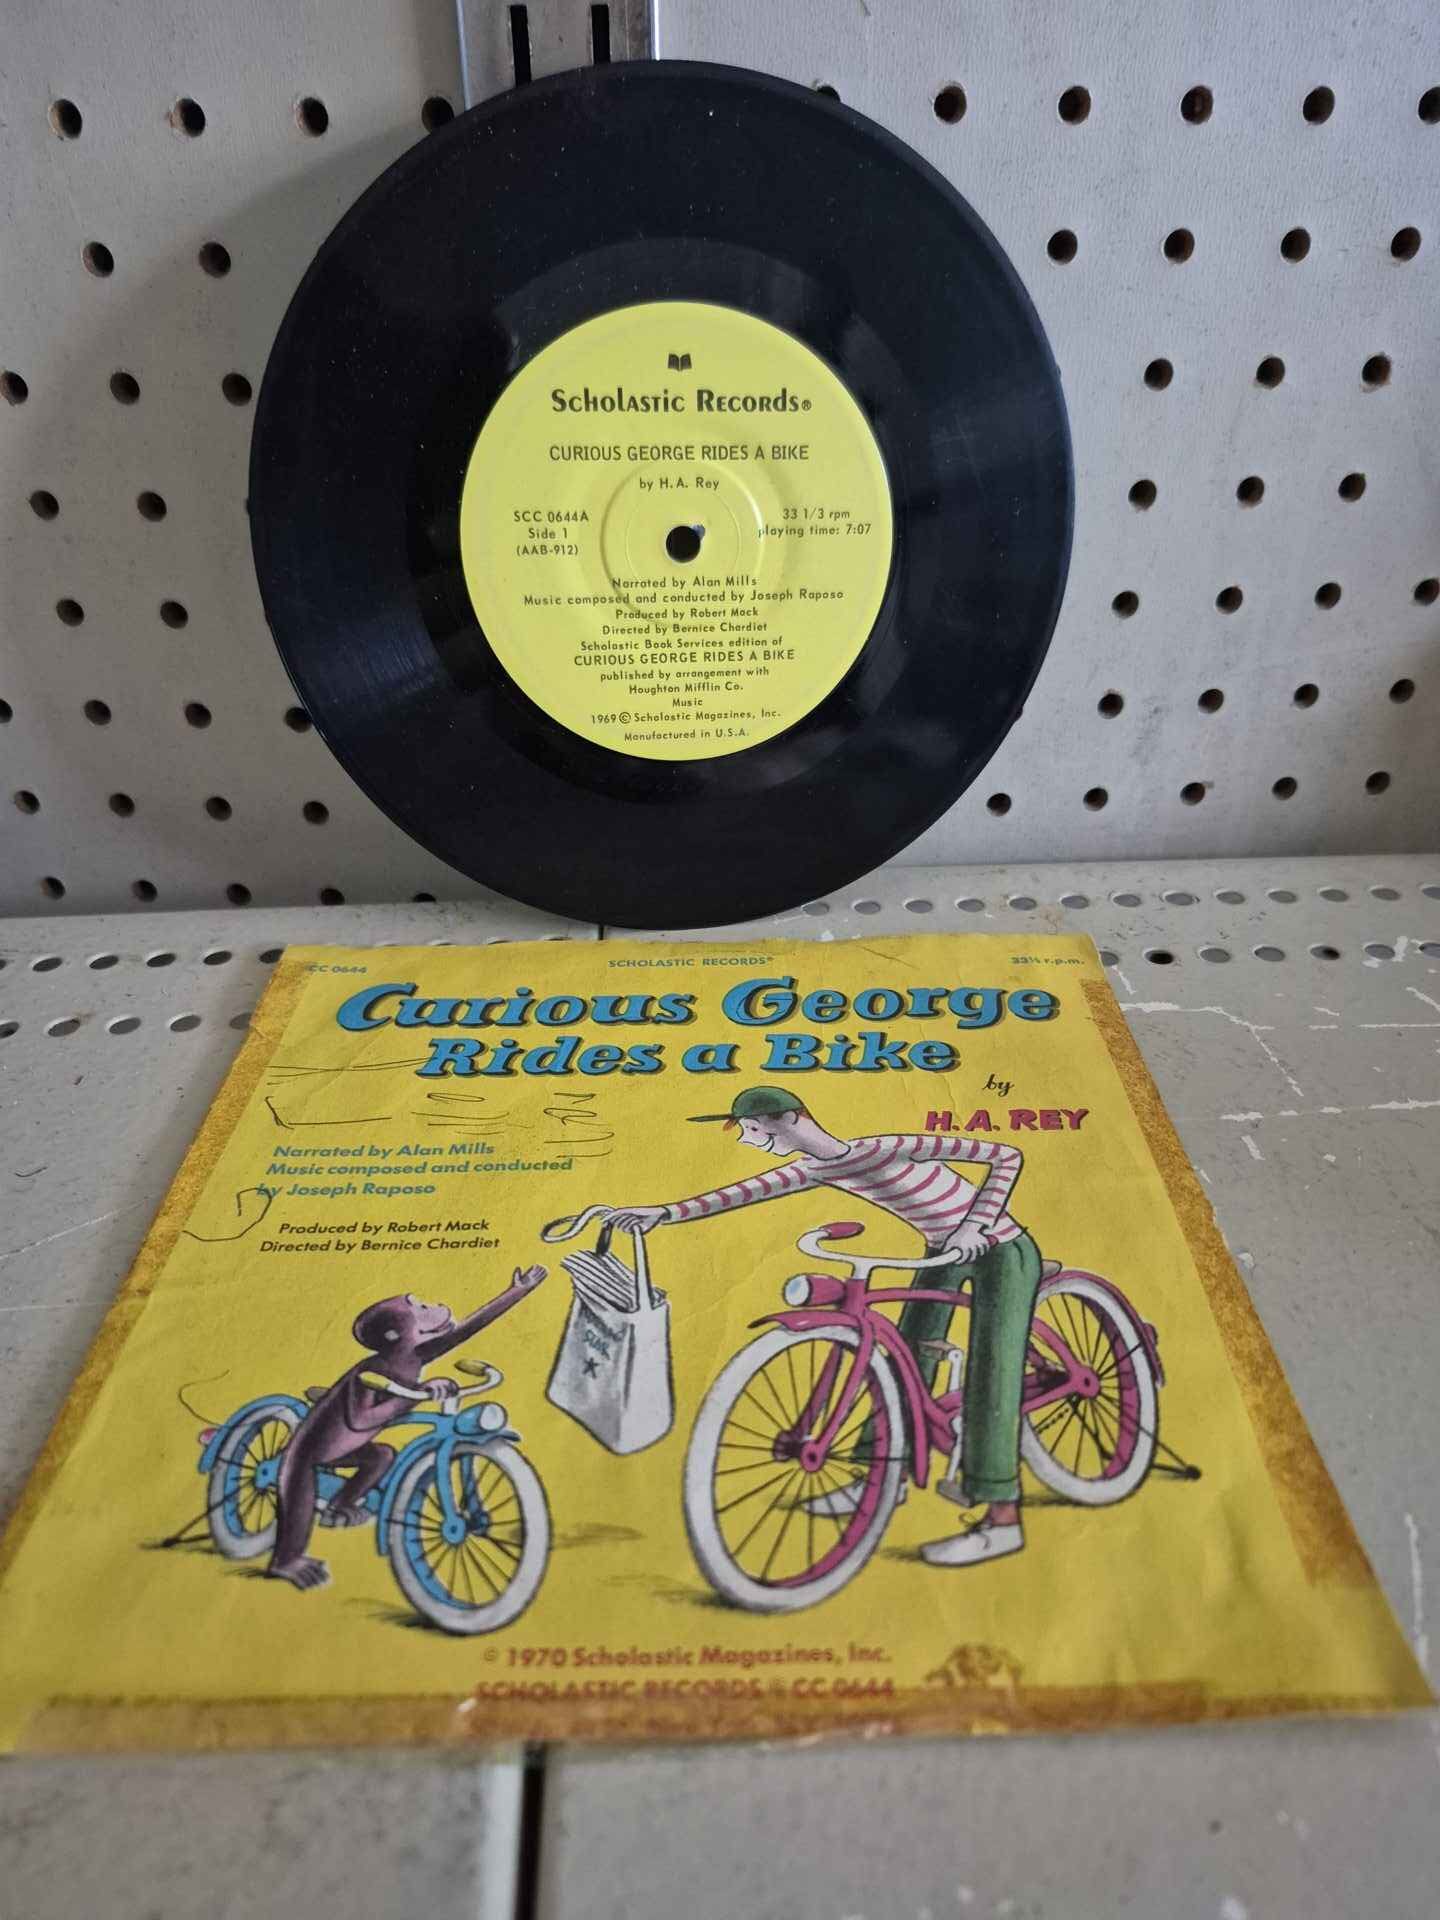 Scholastic Records®
CURIOUS GEORGE RIDES A BIKE
by H. A. Rey
SCC 0644A
Side 1
(AAB-912)
33 1/3 rpm
playing time: 7:07
Narrated by Alan Mills
Music composed and conducted by Joseph Raposo
Produced by Robert Mack
Directed by Bernice Chardiet
Scholastic Book Services edition of
CURIOUS GEORGE RIDES A BIKE
published by arrangement with
Houghton Mifflin Co.
Music
1969 © Scholastic Magazines, Inc.
Manufactured in U.S.A.
CC 0644
SCHOLASTIC RECORDS®
33⅓ r.p.m.
Curious George
Rides a Bike
by
H. A. REY
Narrated by Alan Mills
Music composed and conducted
by Joseph Raposo
Produced by Robert Mack
Directed by Bernice Chardiet
STAR
© 1970 Scholastic Magazines, Inc.
SCHOLASTIC RECORDS ® CC 0644